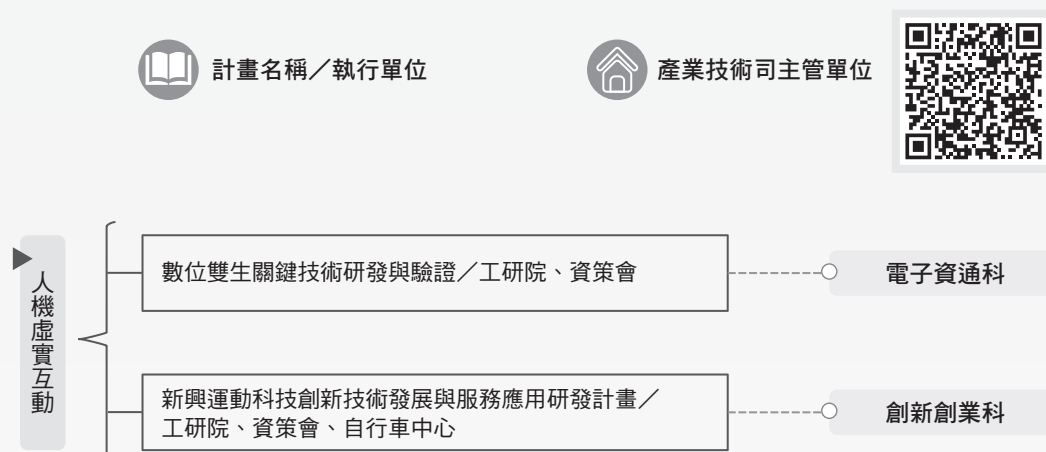 計畫名稱／執行單位
產業技術司主管單位
人機虛實互動
數位雙生關鍵技術研發與驗證／工研院、資策會
電子資通科
新興運動科技創新技術發展與服務應用研發計畫／
工研院、資策會、自行車中心
創新創業科